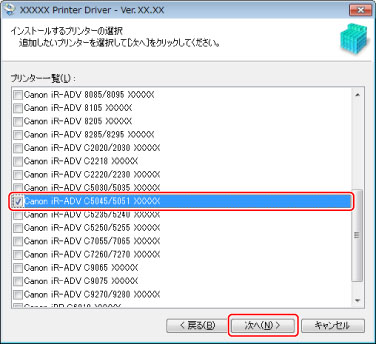 XXXXX Printer Driver - Ver.XX.XX
インストールするプリンターの選択
追加したいプリンターを選択して[次へ]をクリックしてください。
プリンター一覧(L) :
Canon iR-ADV 8085/8095 XXXXX
Canon iR-ADV 8105 XXXXX
Canon iR-ADV 8205 XXXXX
Canon iR-ADV 8285/8295 XXXXX
Canon iR-ADV C2020/2030 XXXXX
Canon iR-ADV C2218 XXXXX
Canon iR-ADV C2220/2230 XXXXX
Canon iR-ADV C5030/5035 XXXXX
Canon iR-ADV C5045/5051 XXXXX
Canon iR-ADV C5235/5240 XXXXX
Canon iR-ADV C5250/5255 XXXXX
Canon iR-ADV C7055/7065 XXXXX
Canon iR-ADV C7260/7270 XXXXX
Canon iR-ADV C9065 XXXXX
Canon iR-ADV C9075 XXXXX
Canon iR-ADV C9270/9280 XXXXX
< 戻る(B)
次へ(N) >
キャンセル